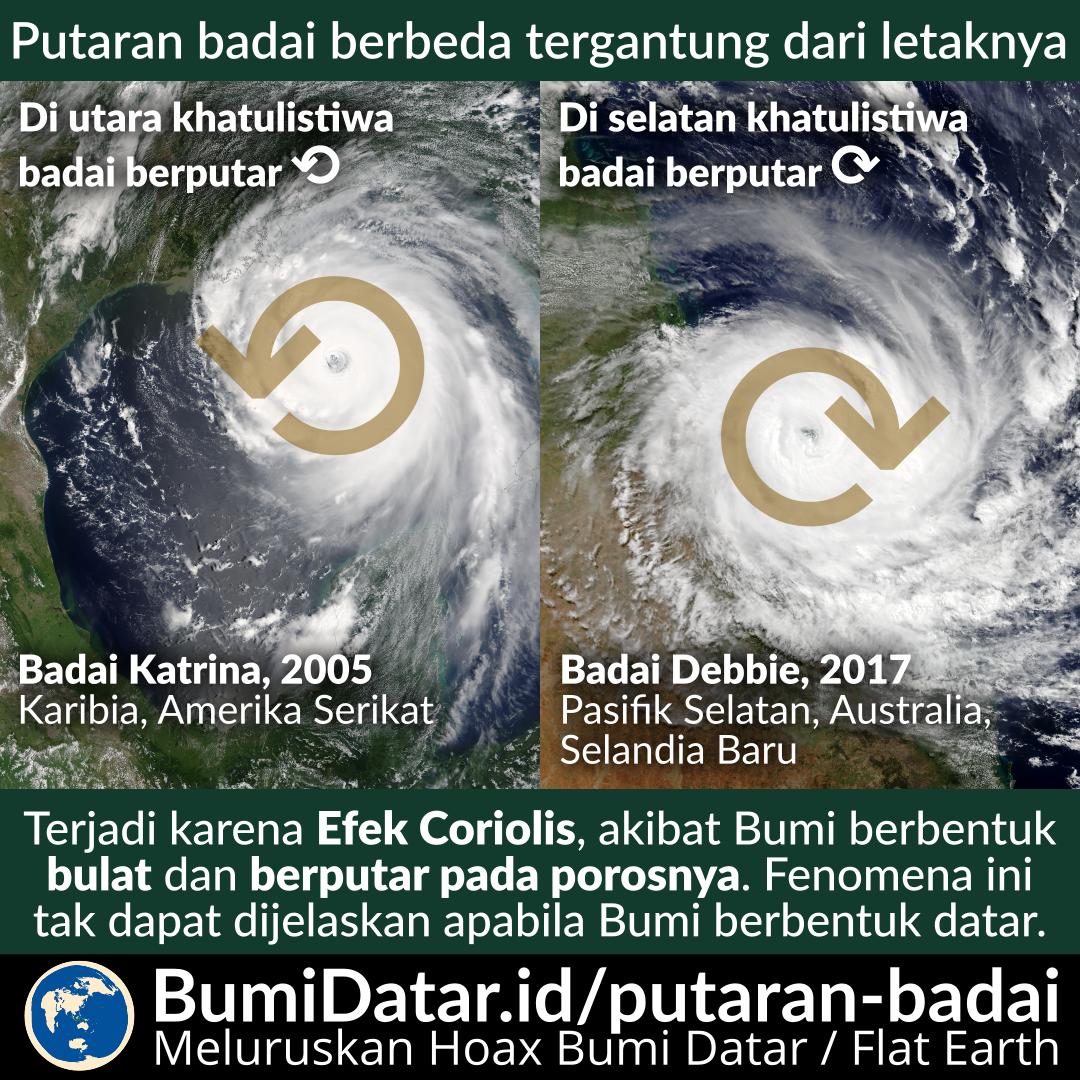 Putaran badai berbeda tergantung dari letaknya
Di utara khatulistiwa
badai berputar ⟲
Di selatan khatulistiwa
badai berputar ⟳
Badai Katrina, 2005
Karibia, Amerika Serikat
Badai Debbie, 2017
Pasifik Selatan, Australia,
Selandia Baru
Terjadi karena Efek Coriolis, akibat Bumi berbentuk
bulat dan berputar pada porosnya. Fenomena ini
tak dapat dijelaskan apabila Bumi berbentuk datar.
BumiDatar.id/putaran-badai
Meluruskan Hoax Bumi Datar / Flat Earth